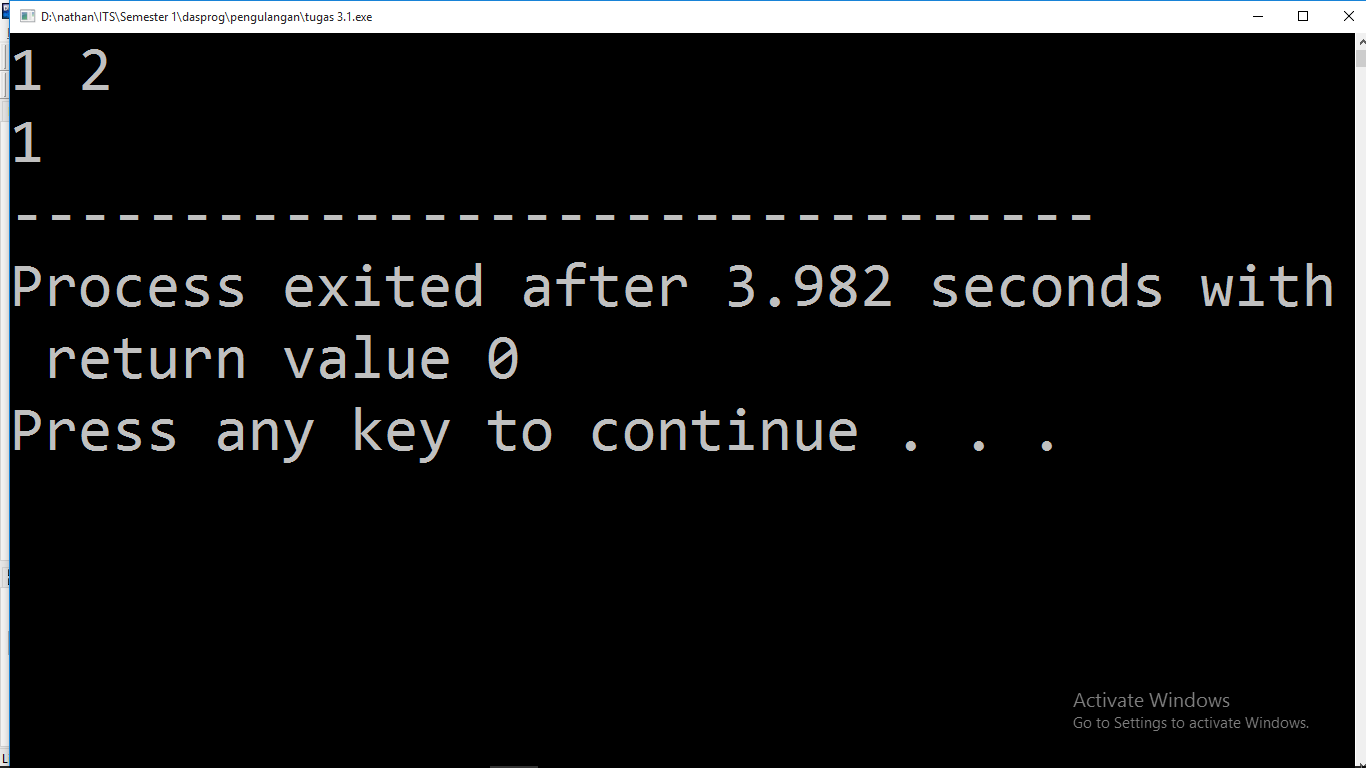 D:\nathan\ITS\Semester 1\dasprog\pengulangan\tugas 3.1.exe
1 2
1
--------------------------------
Process exited after 3.982 seconds with
return value 0
Press any key to continue . . .
Activate Windows
Go to Settings to activate Windows.
L